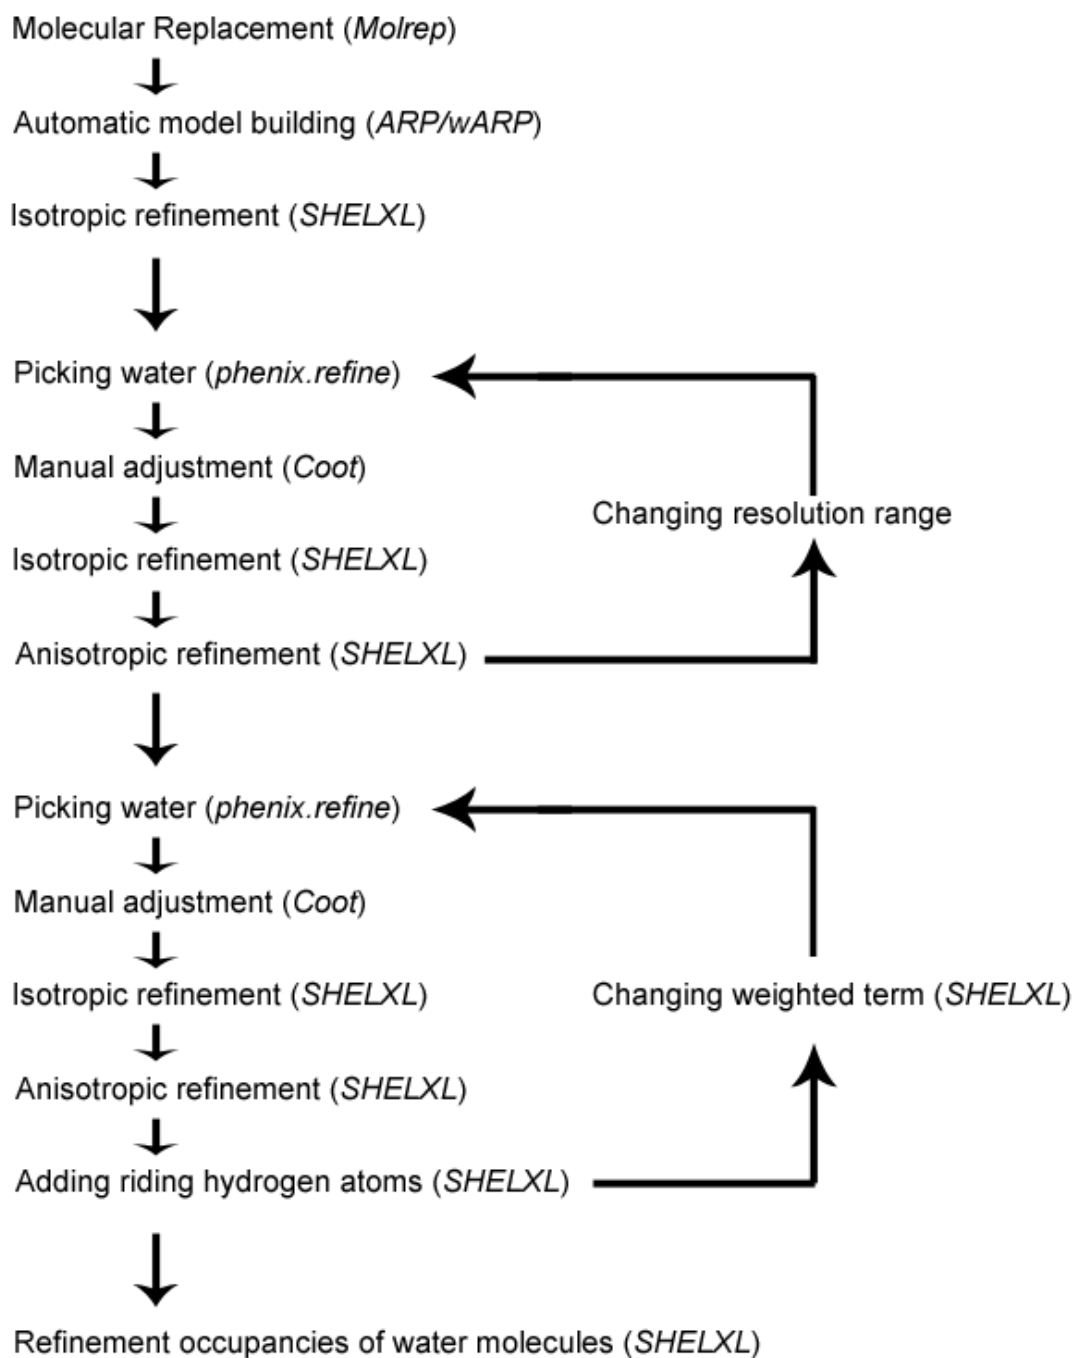 Molecular Replacement (Molrep)
Automatic model building (ARP/wARP)
Isotropic refinement (SHELXL)
Picking water (phenix.refine)
Manual adjustment (Coot)
Changing resolution range
Isotropic refinement (SHELXL)
Anisotropic refinement (SHELXL)
Picking water (phenix.refine)
Manual adjustment (Coot)
Isotropic refinement (SHELXL)
Changing weighted term (SHELXL)
Anisotropic refinement (SHELXL)
Adding riding hydrogen atoms (SHELXL)
Refinement occupancies of water molecules (SHELXL)